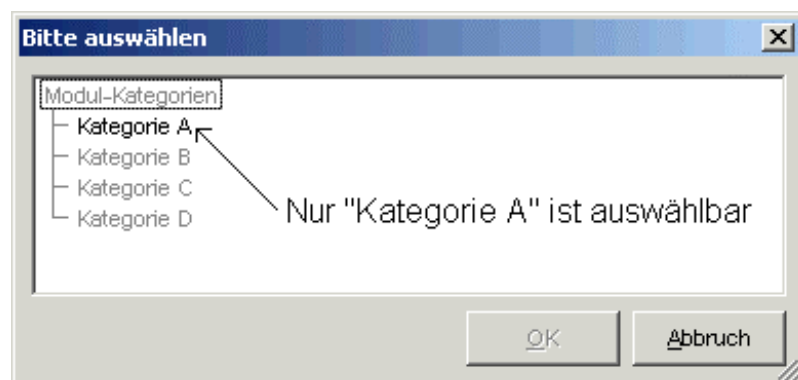 Bitte auswählen
Modul-Kategorien
Kategorie A
Kategorie B
Kategorie C
Kategorie D
Nur "Kategorie A" ist auswählbar
OK Abbruch